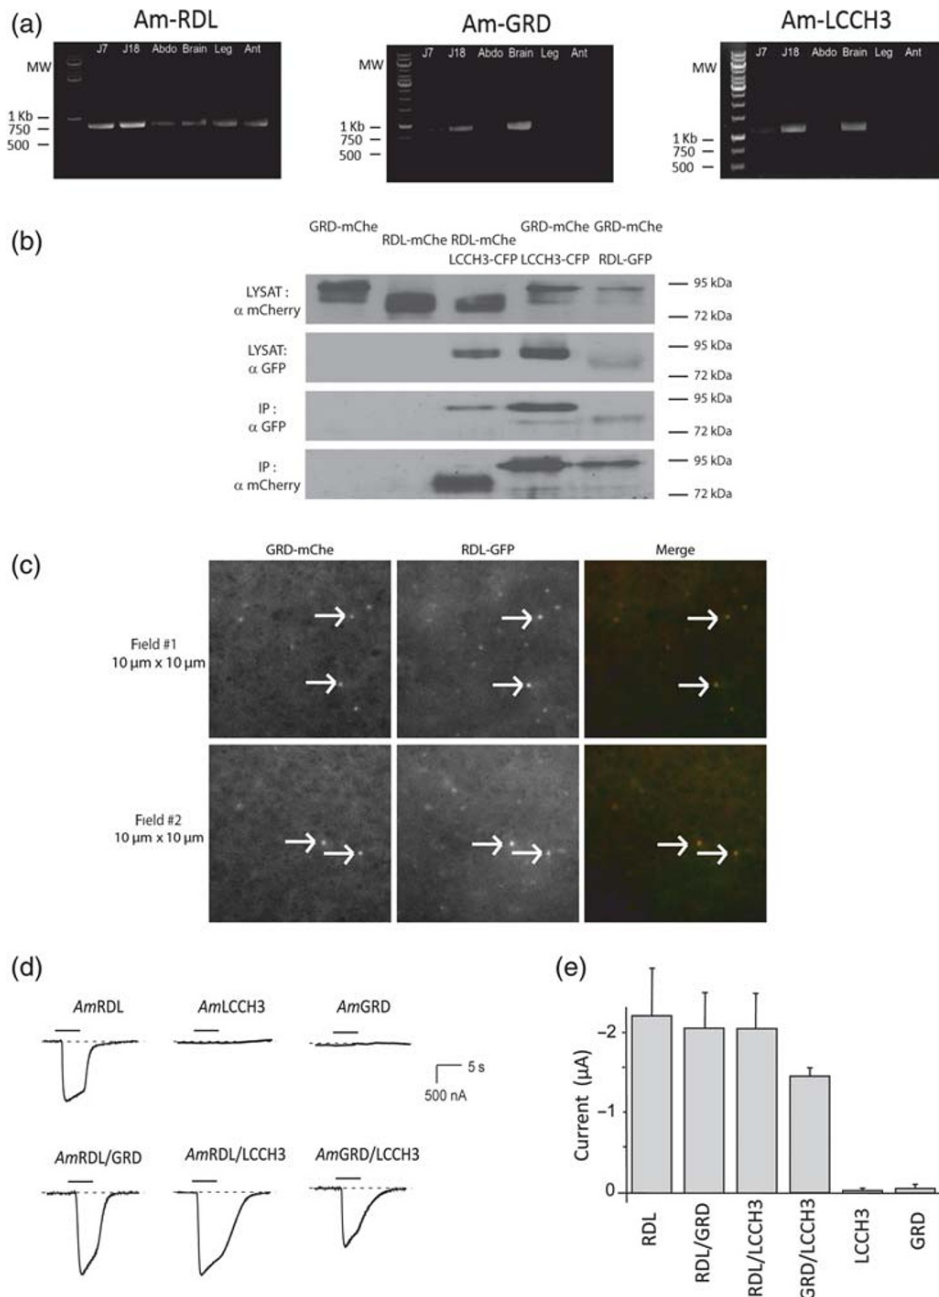 (a)
Am-RDL
Am-GRD
Am-LCCH3
MW
J7 J18 Abdo Brain Leg Ant
1 Kb
750
500
MW
J7 J18 Abdo Brain Leg Ant
1 Kb
750
500
MW
J7 J18 Abdo Brain Leg Ant
1 Kb
750
500
(b)
GRD-mChe
RDL-mChe
RDL-mChe
LCCH3-CFP
GRD-mChe
LCCH3-CFP
GRD-mChe
RDL-GFP
LYSAT :
α mCherry
95 kDa
72 kDa
LYSAT:
α GFP
95 kDa
72 kDa
IP :
α GFP
95 kDa
72 kDa
IP :
α mCherry
95 kDa
72 kDa
(c)
GRD-mChe
RDL-GFP
Merge
Field #1
10 µm x 10 µm
Field #2
10 µm x 10 µm
(d)
AmRDL
AmLCCH3
AmGRD
5 s
500 nA
AmRDL/GRD
AmRDL/LCCH3
AmGRD/LCCH3
(e)
Current (µA)
–2
–1
0
RDL
RDL/GRD
RDL/LCCH3
GRD/LCCH3
LCCH3
GRD